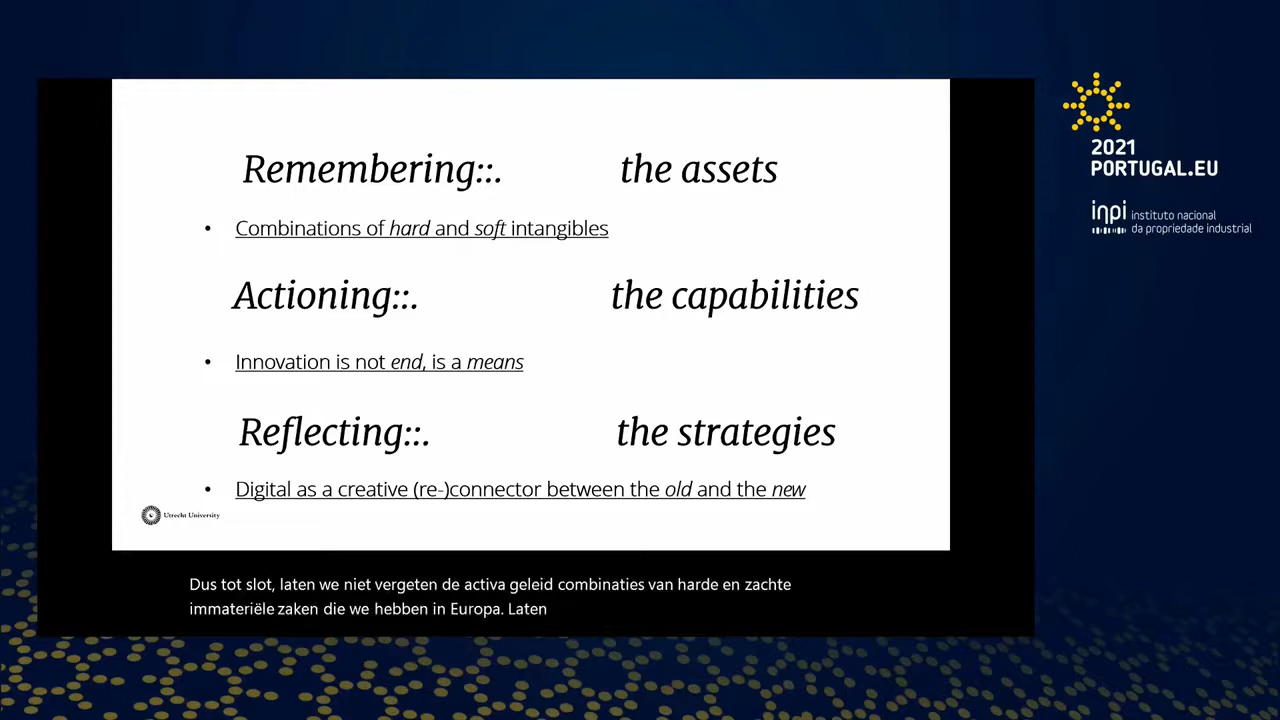 Remembering::. the assets
• Combinations of hard and soft intangibles
Actioning::. the capabilities
• Innovation is not end, is a means
Reflecting::. the strategies
• Digital as a creative (re-)connector between the old and the new
Utrecht University
Dus tot slot, laten we niet vergeten de activa geleid combinaties van harde en zachte
immateriële zaken die we hebben in Europa. Laten
2021
PORTUGAL.EU
inpi instituto nacional
da propriedade industrial